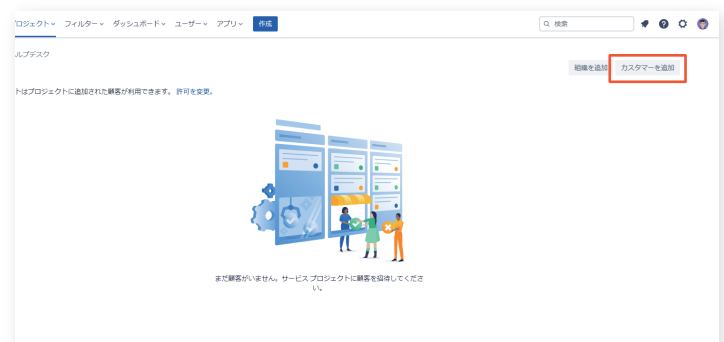 プロジェクト フィルター ダッシュボード ユーザー アプリ 作成 検索
ルプデスク
組織を追加 カスタマーを追加
トはプロジェクトに追加された顧客が利用できます。 許可を変更。
まだ顧客がいません。サービス プロジェクトに顧客を招待してくださ
い。